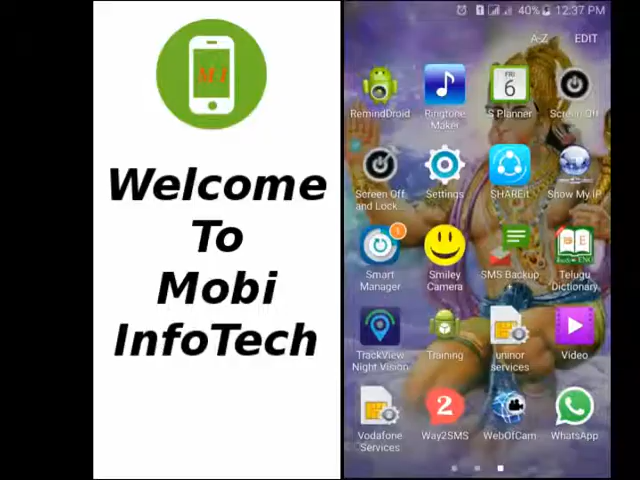 M.I
Welcome
To
Mobi
InfoTech
40% 12:37 PM
A-Z EDIT
FRI
6
RemindDroid
Ringtone
Maker
S Planner
Screen Off
Screen Off
and Lock...
Settings
SHAREit
Show My IP
1
E
Smart
Manager
Smiley
Camera
SMS Backup
+
Telugu
Dictionary
TrackView
Night Vision
Training
uninor
services
Video
2
Vodafone
Services
Way2SMS
WebOfCam
WhatsApp